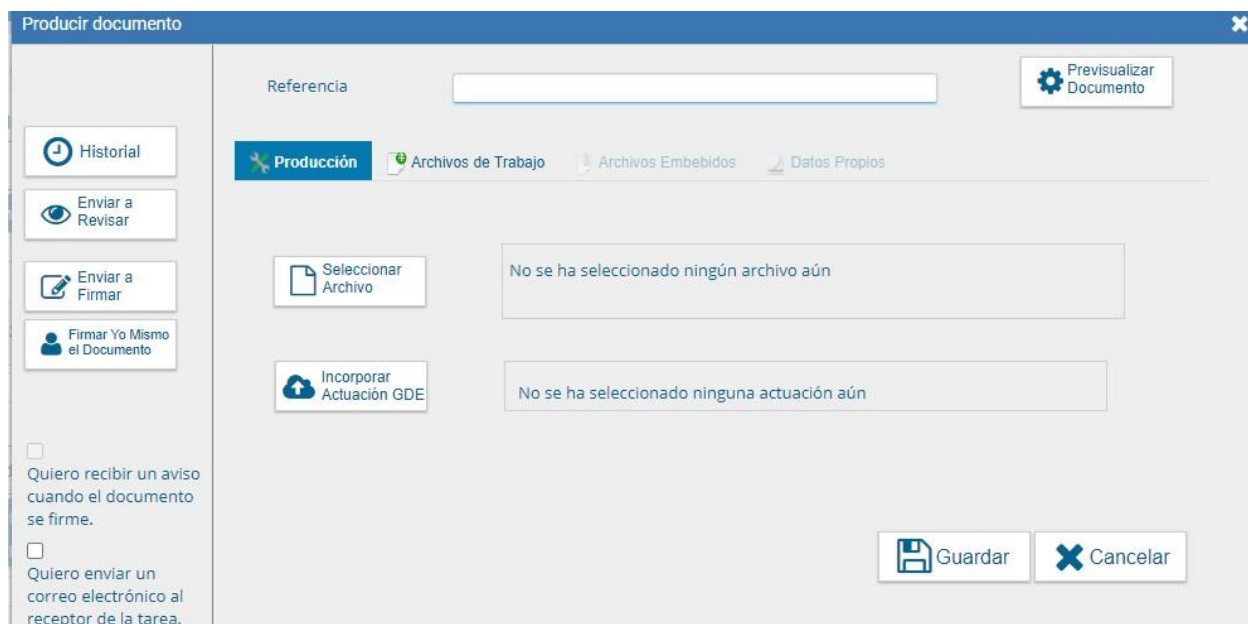 Producir documento
Referencia
Previsualizar
Documento
Historial
Producción
Archivos de Trabajo
Archivos Embebidos
Datos Propios
Enviar a
Revisar
Enviar a
Firmar
Seleccionar
Archivo
No se ha seleccionado ningún archivo aún
Firmar Yo Mismo
el Documento
Incorporar
Actuación GDE
No se ha seleccionado ninguna actuación aún
Quiero recibir un aviso
cuando el documento
se firme.
Quiero enviar un
correo electrónico al
receptor de la tarea.
Guardar
Cancelar